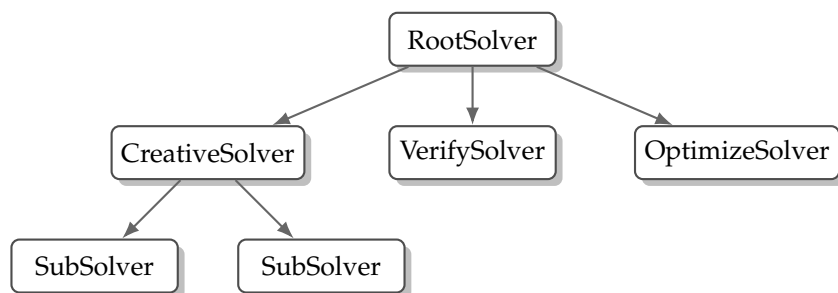 RootSolver
CreativeSolver
VerifySolver
OptimizeSolver
SubSolver
SubSolver